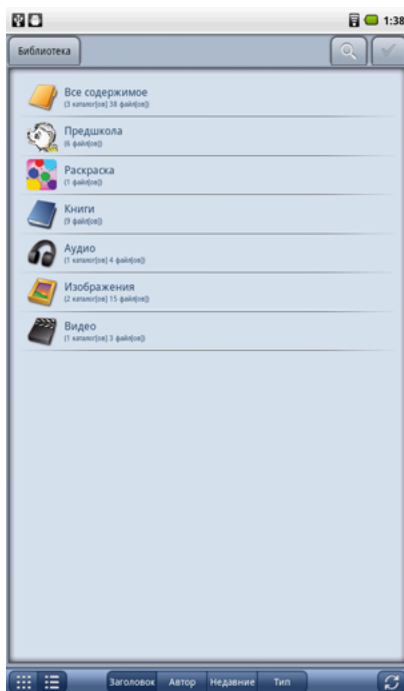 1:38
Библиотека
Все содержимое
(3 каталог[ов] 38 файл[ов])
Предшкола
(6 файл[ов])
Раскраска
(1 файл[ов])
Книги
(9 файл[ов])
Аудио
(1 каталог[ов] 4 файл[ов])
Изображения
(2 каталог[ов] 15 файл[ов])
Видео
(1 каталог[ов] 3 файл[ов])
Заголовок Автор Недавние Тип